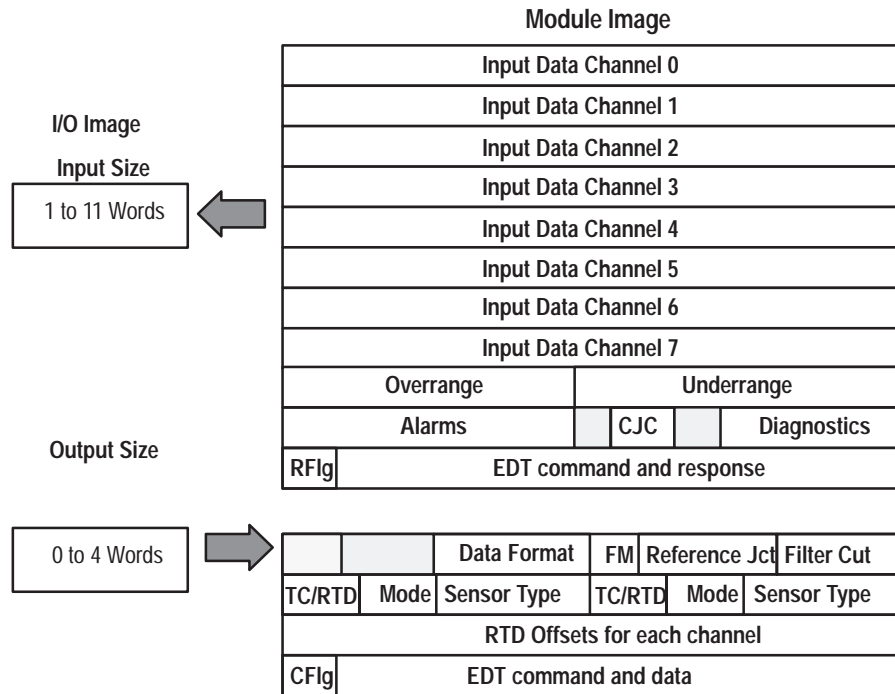 Module Image
Input Data Channel 0
Input Data Channel 1
I/O Image
Input Data Channel 2
Input Size
Input Data Channel 3
1 to 11 Words
Input Data Channel 4
Input Data Channel 5
Input Data Channel 6
Input Data Channel 7
Overrange Underrange
Alarms CJC Diagnostics
Output Size
RFlg EDT command and response
0 to 4 Words
Data Format FM Reference Jct Filter Cut
TC/RTD Mode Sensor Type TC/RTD Mode Sensor Type
RTD Offsets for each channel
CFlg EDT command and data